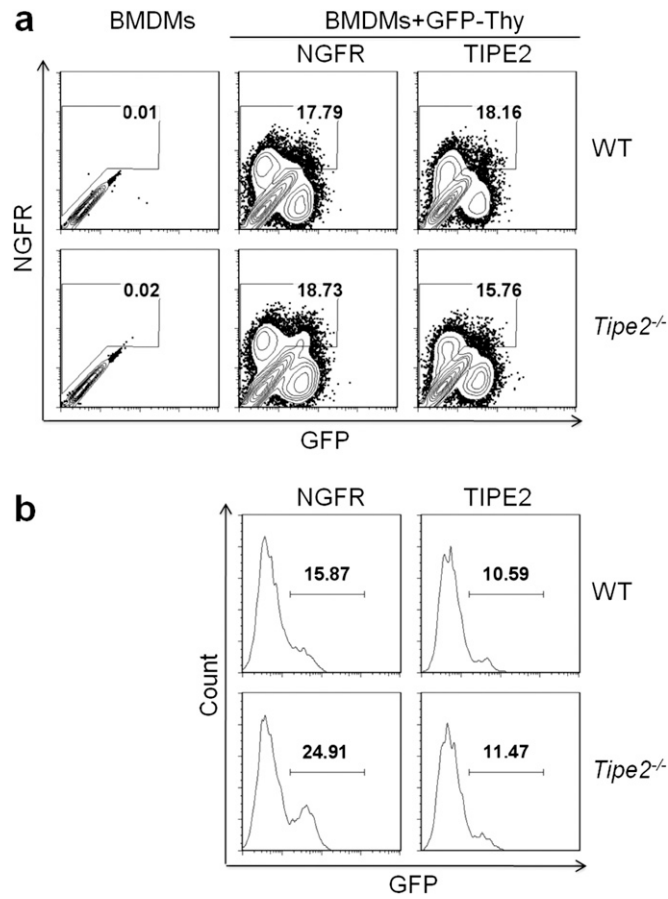 a
BMDMs
BMDMs+GFP-Thy
NGFR
TIPE2
0.01
17.79
18.16
WT
0.02
18.73
15.76
Tipe2-/-
NGFR
GFP
b
NGFR
TIPE2
15.87
10.59
WT
24.91
11.47
Tipe2-/-
Count
GFP